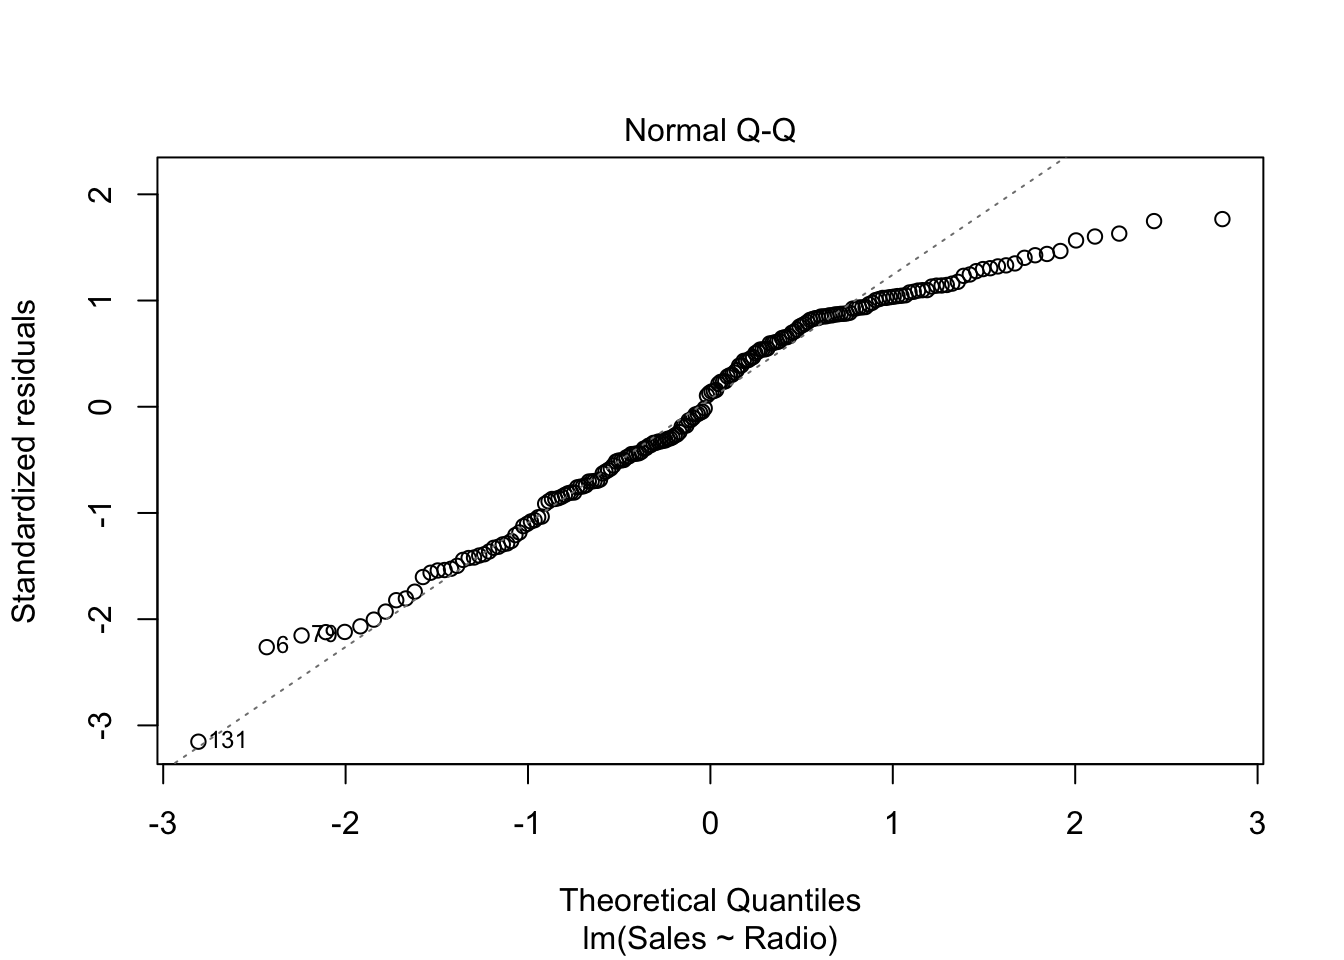 Normal Q-Q
Standardized residuals
2
1
0
-1
-2
-3
6
79
131
-3 -2 -1 0 1 2 3
Theoretical Quantiles
lm(Sales ~ Radio)